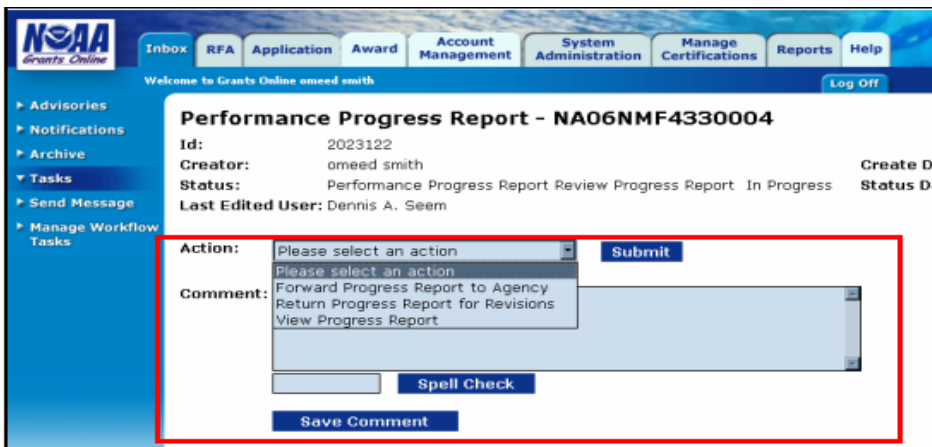 NOAA
Grants Online
Inbox RFA Application Award Account Management System Administration Manage Certifications Reports Help
Welcome to Grants Online omeed smith Log Off
Advisories
Notifications
Archive
Tasks
Send Message
Manage Workflow
Tasks
Performance Progress Report - NA06NMF4330004
Id: 2023122
Creator: omeed smith Create D
Status: Performance Progress Report Review Progress Report In Progress Status D
Last Edited User: Dennis A. Seem
Action: Please select an action Submit
Please select an action
Forward Progress Report to Agency
Return Progress Report for Revisions
View Progress Report
Comment:
Spell Check
Save Comment